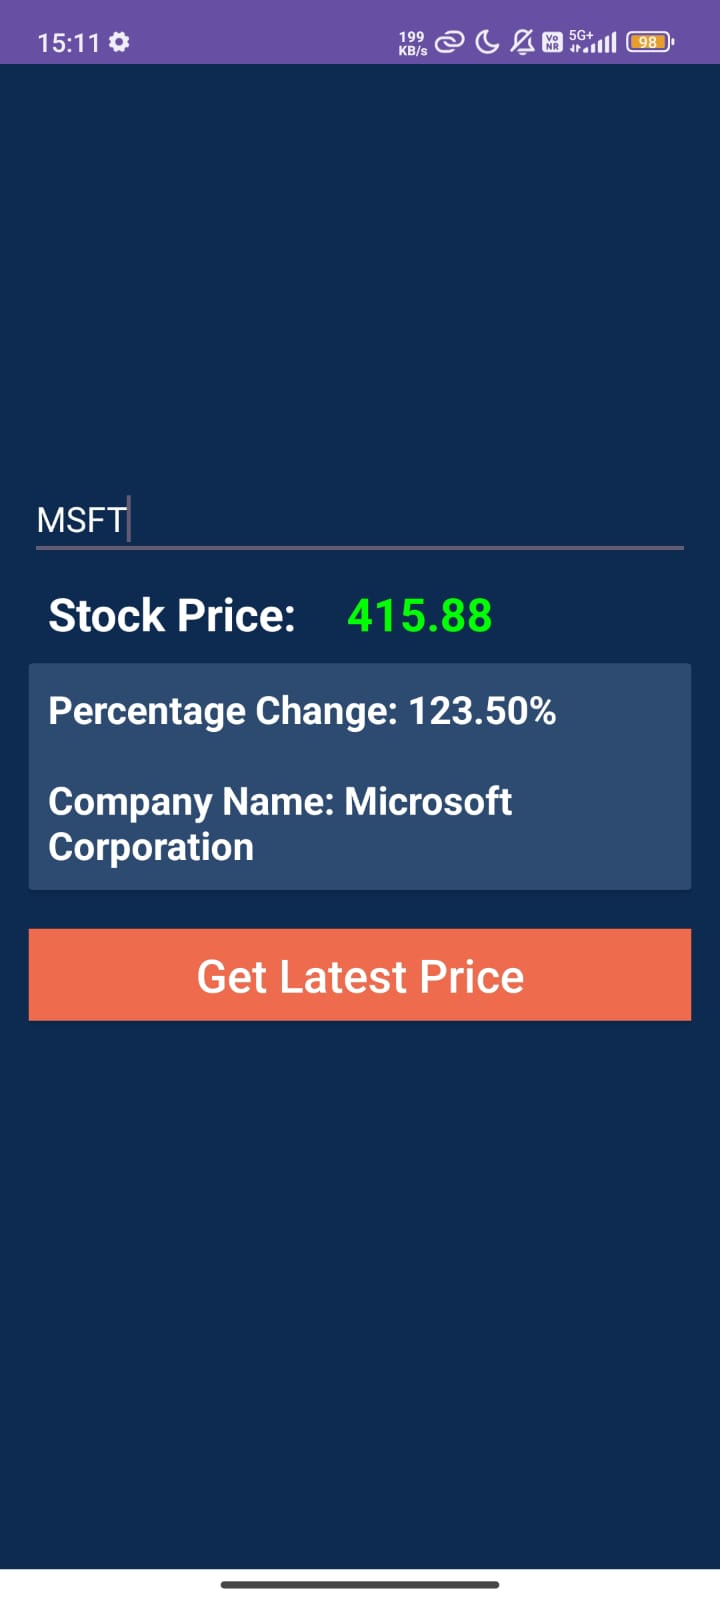 15:11 199 KB/s Vo NR 5G+ 98
MSFT
Stock Price: 415.88
Percentage Change: 123.50%
Company Name: Microsoft
Corporation
Get Latest Price